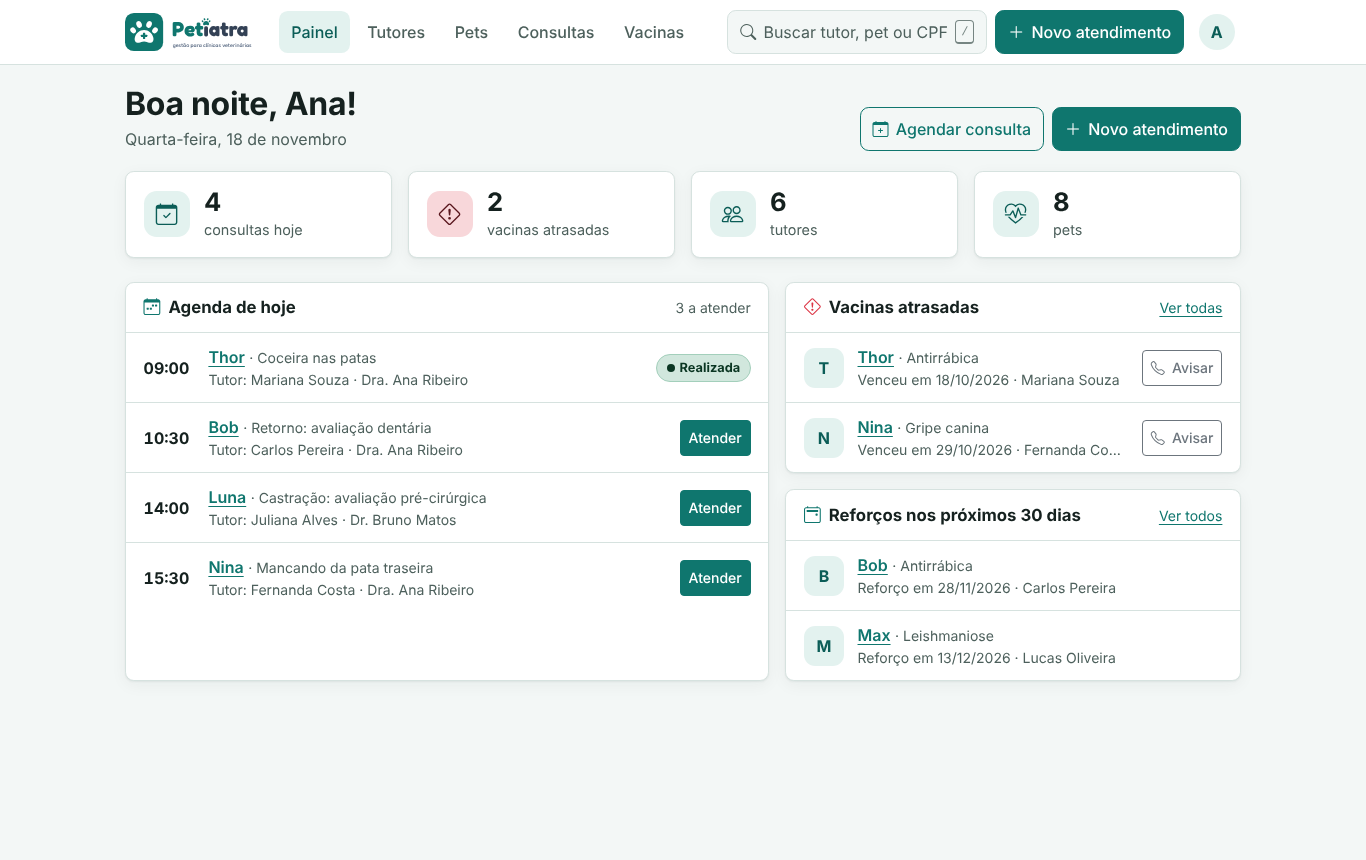 Petiatra
gestão para clínicas veterinárias
Painel
Tutores
Pets
Consultas
Vacinas
Buscar tutor, pet ou CPF /
+ Novo atendimento
A
Boa noite, Ana!
Quarta-feira, 18 de novembro
Agendar consulta
+ Novo atendimento
4
consultas hoje
2
vacinas atrasadas
6
tutores
8
pets
Agenda de hoje
3 a atender
09:00
Thor · Coceira nas patas
Tutor: Mariana Souza · Dra. Ana Ribeiro
Realizada
10:30
Bob · Retorno: avaliação dentária
Tutor: Carlos Pereira · Dra. Ana Ribeiro
Atender
14:00
Luna · Castração: avaliação pré-cirúrgica
Tutor: Juliana Alves · Dr. Bruno Matos
Atender
15:30
Nina · Mancando da pata traseira
Tutor: Fernanda Costa · Dra. Ana Ribeiro
Atender
Vacinas atrasadas
Ver todas
T
Thor · Antirrábica
Venceu em 18/10/2026 · Mariana Souza
Avisar
N
Nina · Gripe canina
Venceu em 29/10/2026 · Fernanda Co...
Avisar
Reforços nos próximos 30 dias
Ver todos
B
Bob · Antirrábica
Reforço em 28/11/2026 · Carlos Pereira
M
Max · Leishmaniose
Reforço em 13/12/2026 · Lucas Oliveira